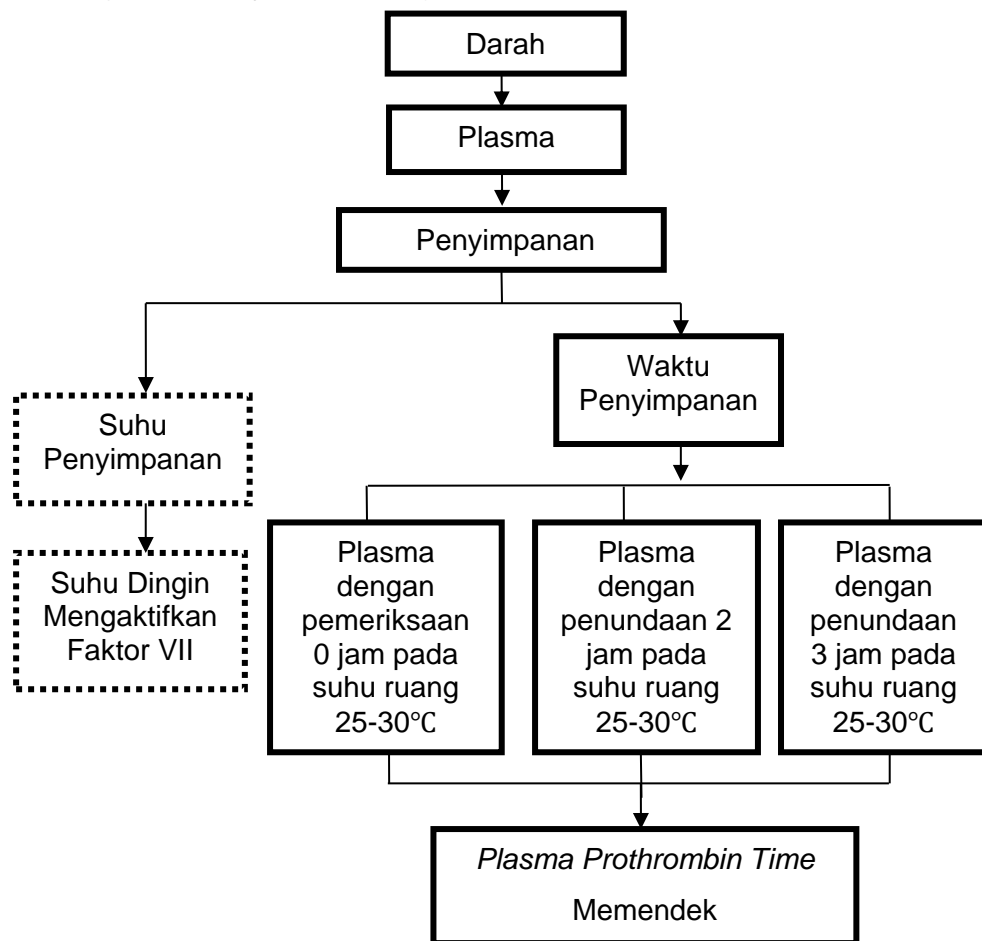 Darah
Plasma
Penyimpanan
Suhu
Penyimpanan
Suhu Dingin
Mengaktifkan
Faktor VII
Waktu
Penyimpanan
Plasma
dengan
pemeriksaan
0 jam pada
suhu ruang
25-30℃
Plasma
dengan
penundaan 2
jam pada
suhu ruang
25-30℃
Plasma
dengan
penundaan
3 jam pada
suhu ruang
25-30℃
Plasma Prothrombin Time
Memendek